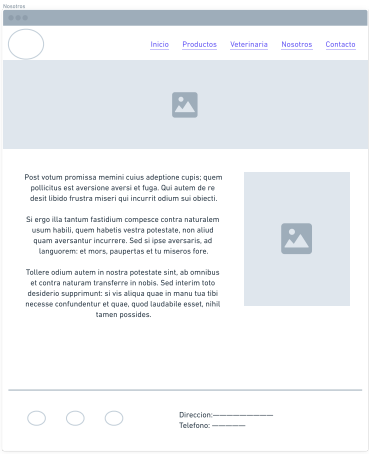 Nosotros
Inicio Productos Veterinaria Nosotros Contacto
Post votum promissa memini cuius adeptione cupis; quem
pollicitus est aversione aversi et fuga. Qui autem de re
desit libido frustra miseri qui incurrit odium sui obiecti.
Si ergo illa tantum fastidium compesce contra naturalem
usum habili, quem habetis vestra potestate, non aliud
quam aversantur incurrere. Sed si ipse aversaris, ad
languorem: et mors, paupertas et tu miseros fore.
Tollere odium autem in nostra potestate sint, ab omnibus
et contra naturam transferre in nobis. Sed interim toto
desiderio supprimunt: si vis aliqua quae in manu tua tibi
necesse confundentur et quae, quod laudabile esset, nihil
tamen possides.
Direccion:—————————
Telefono: —————